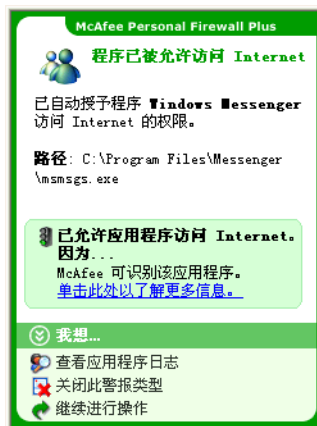 McAfee Personal Firewall Plus
程序已被允许访问 Internet
已自动授予程序 Windows Messenger
访问 Internet 的权限。
路径: C:\Program Files\Messenger
\msmsgs.exe
已允许应用程序访问 Internet。
因为...
McAfee 可识别该应用程序。
单击此处以了解更多信息。
我想...
查看应用程序日志
关闭此警报类型
继续进行操作